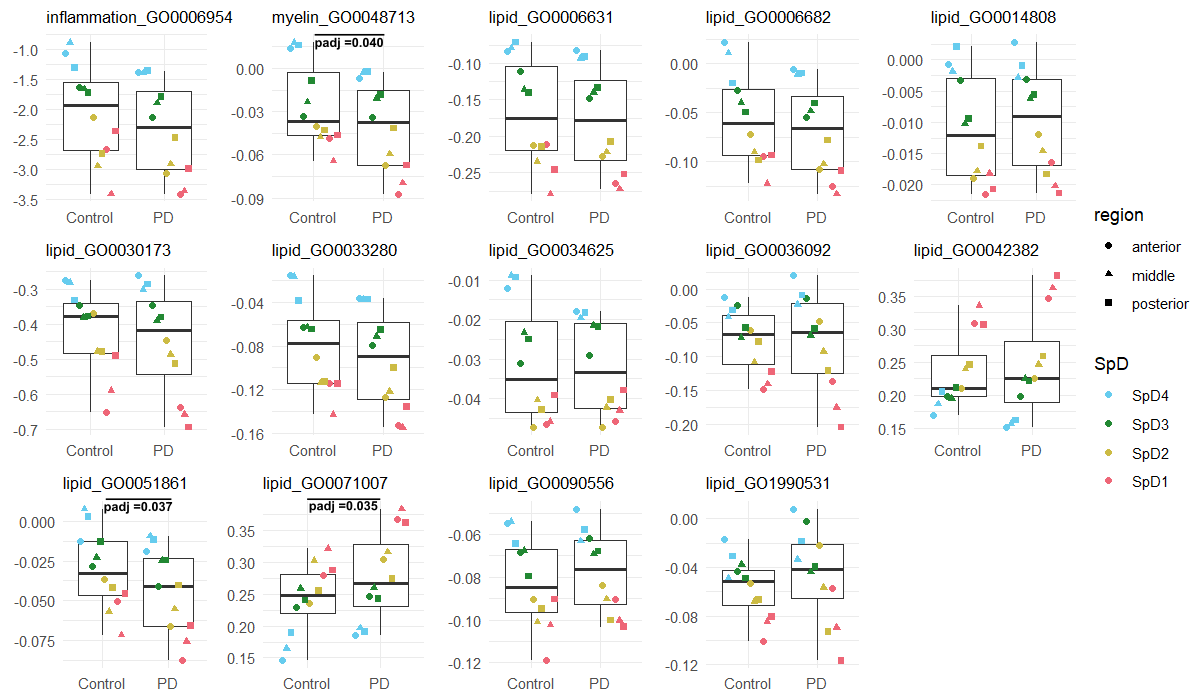 inflammation_GO0006954
myelin_GO0048713
lipid_GO0006631
lipid_GO0006682
lipid_GO0014808
padj =0.040
-1.0
-1.5
-2.0
-2.5
-3.0
-3.5
0.00
-0.03
-0.06
-0.09
-0.10
-0.15
-0.20
-0.25
0.00
-0.05
-0.10
0.000
-0.005
-0.010
-0.015
-0.020
Control PD
Control PD
Control PD
Control PD
Control PD
region
anterior
middle
posterior
SpD
SpD4
SpD3
SpD2
SpD1
lipid_GO0030173
lipid_GO0033280
lipid_GO0034625
lipid_GO0036092
lipid_GO0042382
-0.3
-0.4
-0.5
-0.6
-0.7
-0.04
-0.08
-0.12
-0.16
-0.01
-0.02
-0.03
-0.04
0.00
-0.05
-0.10
-0.15
-0.20
0.35
0.30
0.25
0.20
0.15
Control PD
Control PD
Control PD
Control PD
Control PD
lipid_GO0051861
lipid_GO0071007
lipid_GO0090556
lipid_GO1990531
padj =0.037
padj =0.035
0.000
-0.025
-0.050
-0.075
0.35
0.30
0.25
0.20
0.15
-0.06
-0.08
-0.10
-0.12
0.00
-0.04
-0.08
-0.12
Control PD
Control PD
Control PD
Control PD